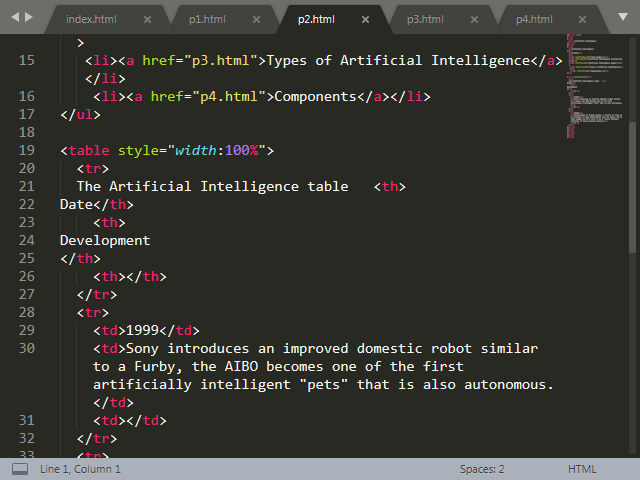 index.html × p1.html × p2.html × p3.html × p4.html ×
>
15 <li><a href="p3.html">Types of Artificial Intelligence</a>
</li>
16 <li><a href="p4.html">Components</a></li>
17 </ul>
18
19 <table style="width:100%">
20 <tr>
21 The Artificial Intelligence table <th>
22 Date</th>
23 <th>
24 Development
25 </th>
26 <th></th>
27 </tr>
28 <tr>
29 <td>1999</td>
30 <td>Sony introduces an improved domestic robot similar
to a Furby, the AIBO becomes one of the first
artificially intelligent "pets" that is also autonomous.
</td>
31 <td></td>
32 </tr>
33 <tr>
Line 1, Column 1 Spaces: 2 HTML